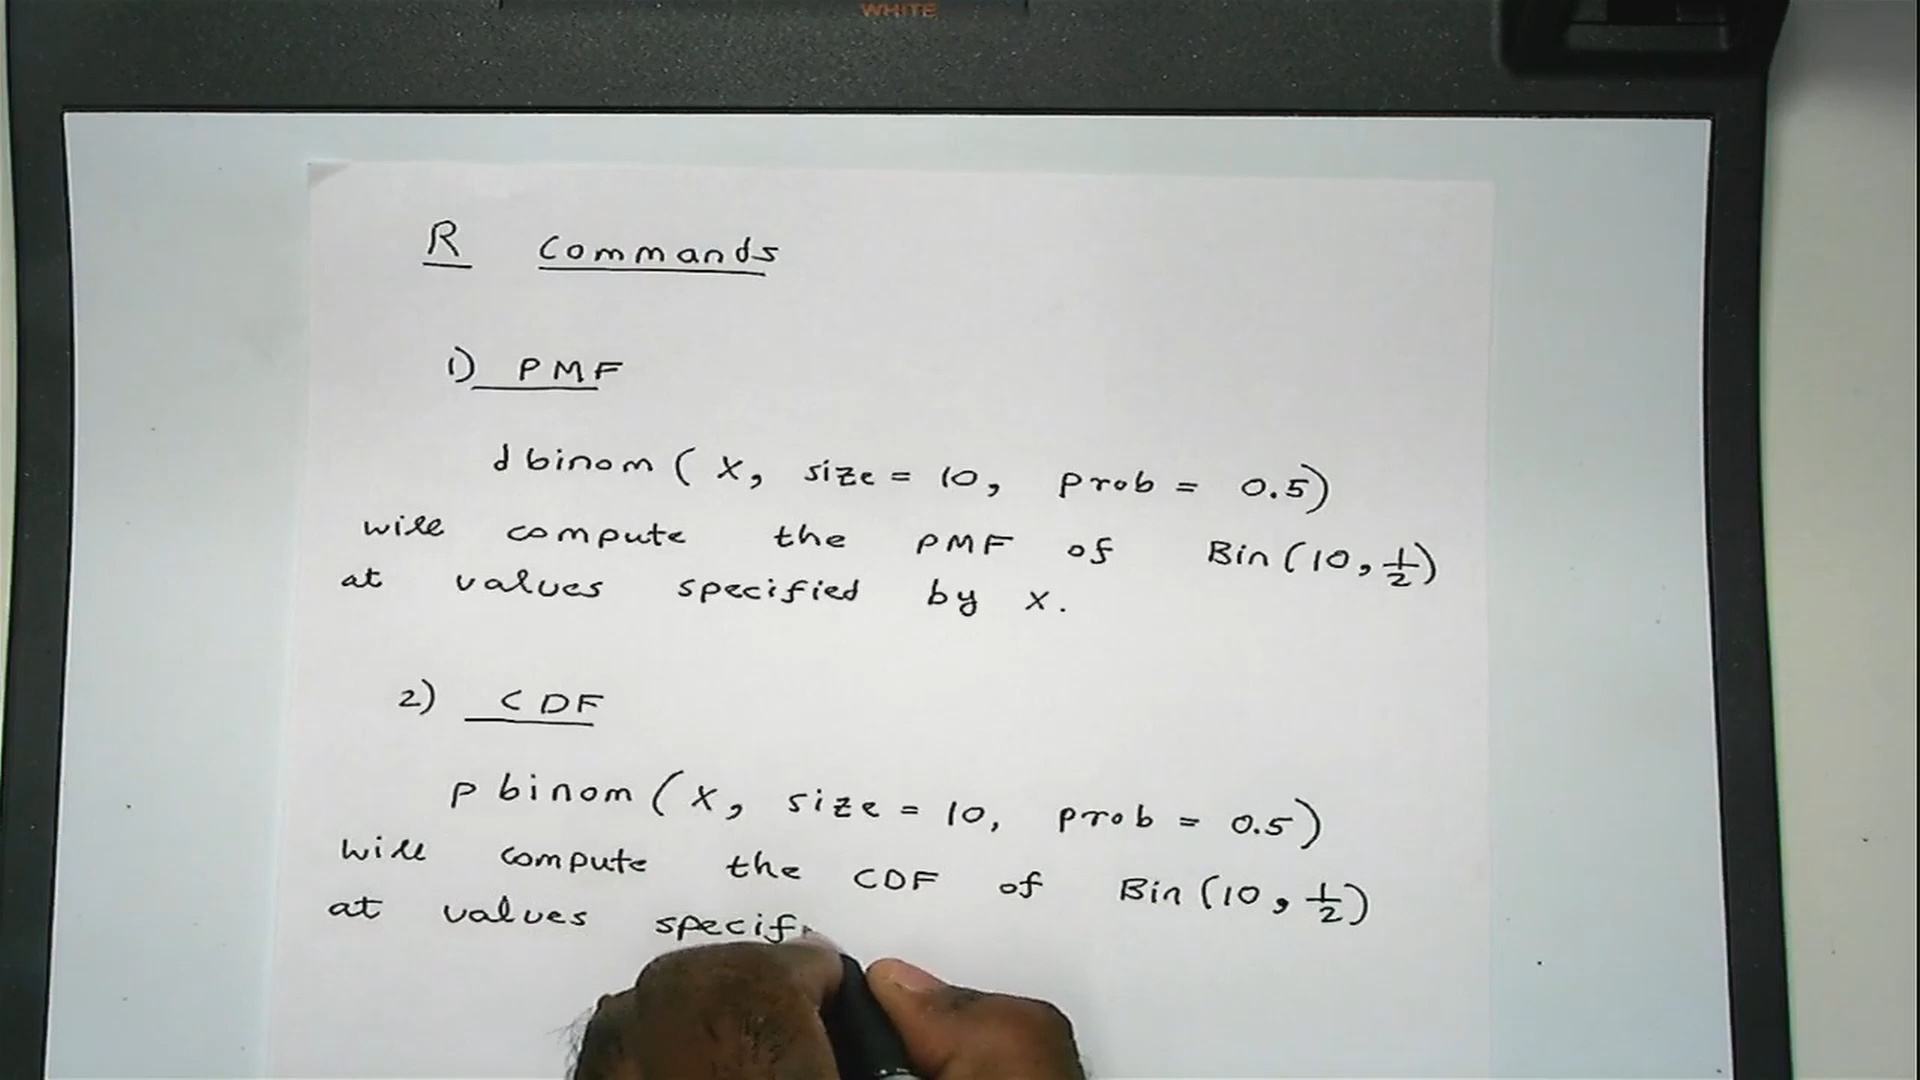 WHITE
R Commands
1) PMF
dbinom(x, size = 10, prob = 0.5)
will compute the PMF of Bin(10, 1/2)
at values specified by x.
2) CDF
pbinom(x, size = 10, prob = 0.5)
will compute the CDF of Bin(10, 1/2)
at values specif